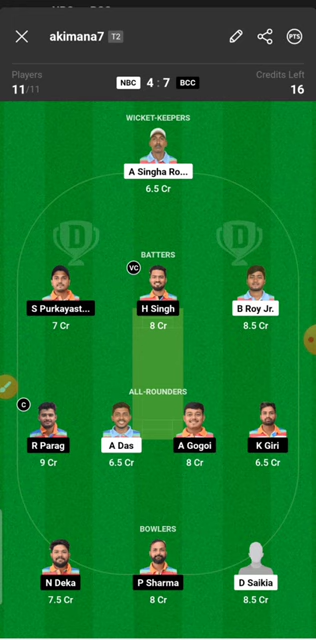 akimana7 T2
PTS
Players
Credits Left
11/11
NBC 4 : 7 BCC
16
WICKET-KEEPERS
A Singha Ro...
6.5 Cr
BATTERS
VC
S Purkayast...
H Singh
B Roy Jr.
7 Cr
8 Cr
8.5 Cr
ALL-ROUNDERS
C
R Parag
A Das
A Gogoi
K Giri
9 Cr
6.5 Cr
8 Cr
6.5 Cr
BOWLERS
N Deka
P Sharma
D Saikia
7.5 Cr
8 Cr
8.5 Cr